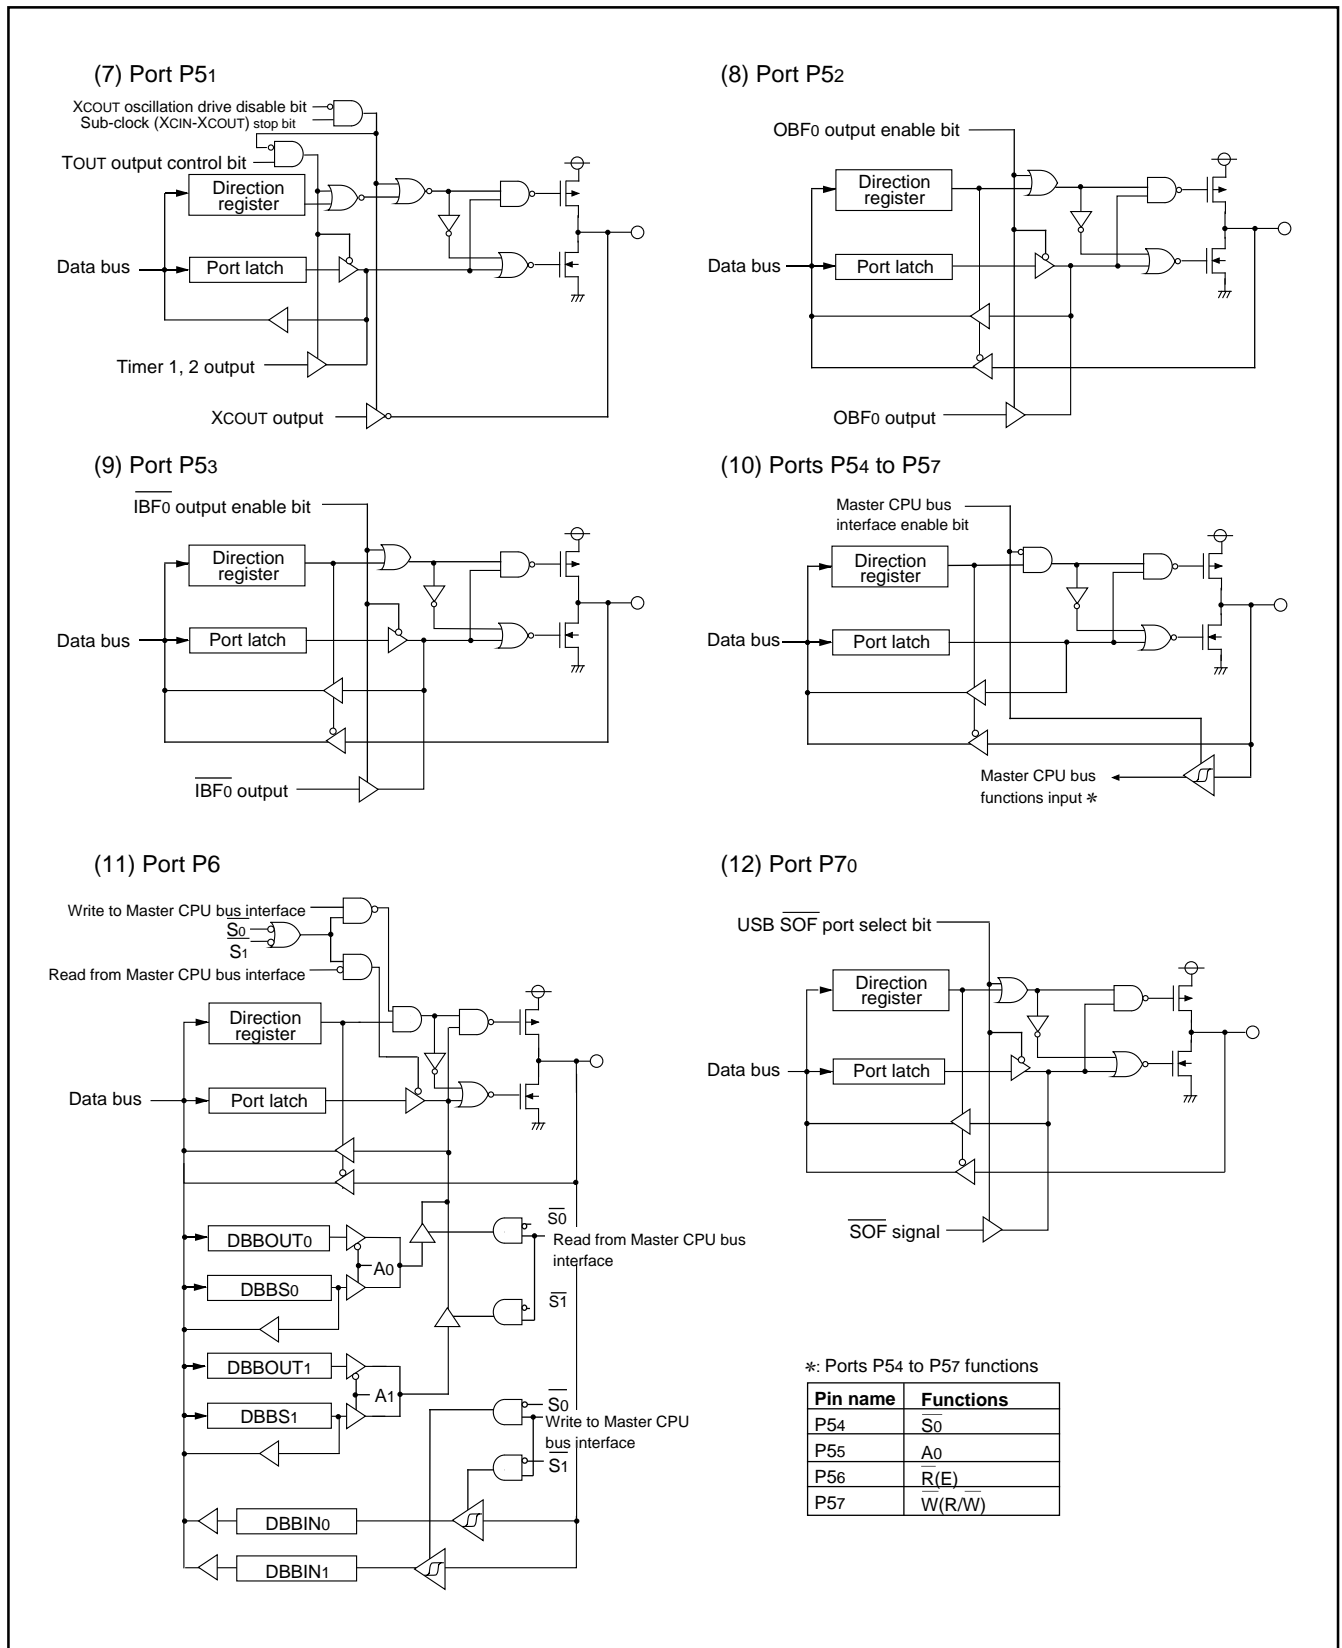 (7) Port P51
XCOUT oscillation drive disable bit
Sub-clock (XCIN-XCOUT) stop bit
TOUT output control bit
Direction
register
Data bus
Port latch
Timer 1, 2 output
XCOUT output
(8) Port P52
OBF0 output enable bit
Direction
register
Data bus
Port latch
OBF0 output
(9) Port P53
IBF0 output enable bit
Direction
register
Data bus
Port latch
IBF0 output
(10) Ports P54 to P57
Master CPU bus
interface enable bit
Direction
register
Data bus
Port latch
Master CPU bus
functions input *
(11) Port P6
Write to Master CPU bus interface
S0
S1
Read from Master CPU bus interface
Direction
register
Data bus
Port latch
DBBOUT0
A0
DBBS0
S0
Read from Master CPU bus
interface
S1
DBBOUT1
A1
DBBS1
S0
Write to Master CPU
bus interface
S1
DBBIN0
DBBIN1
(12) Port P70
USB SOF port select bit
Direction
register
Data bus
Port latch
SOF signal
*: Ports P54 to P57 functions
Pin name Functions
P54 S0
P55 A0
P56 R(E)
P57 W(R/W)